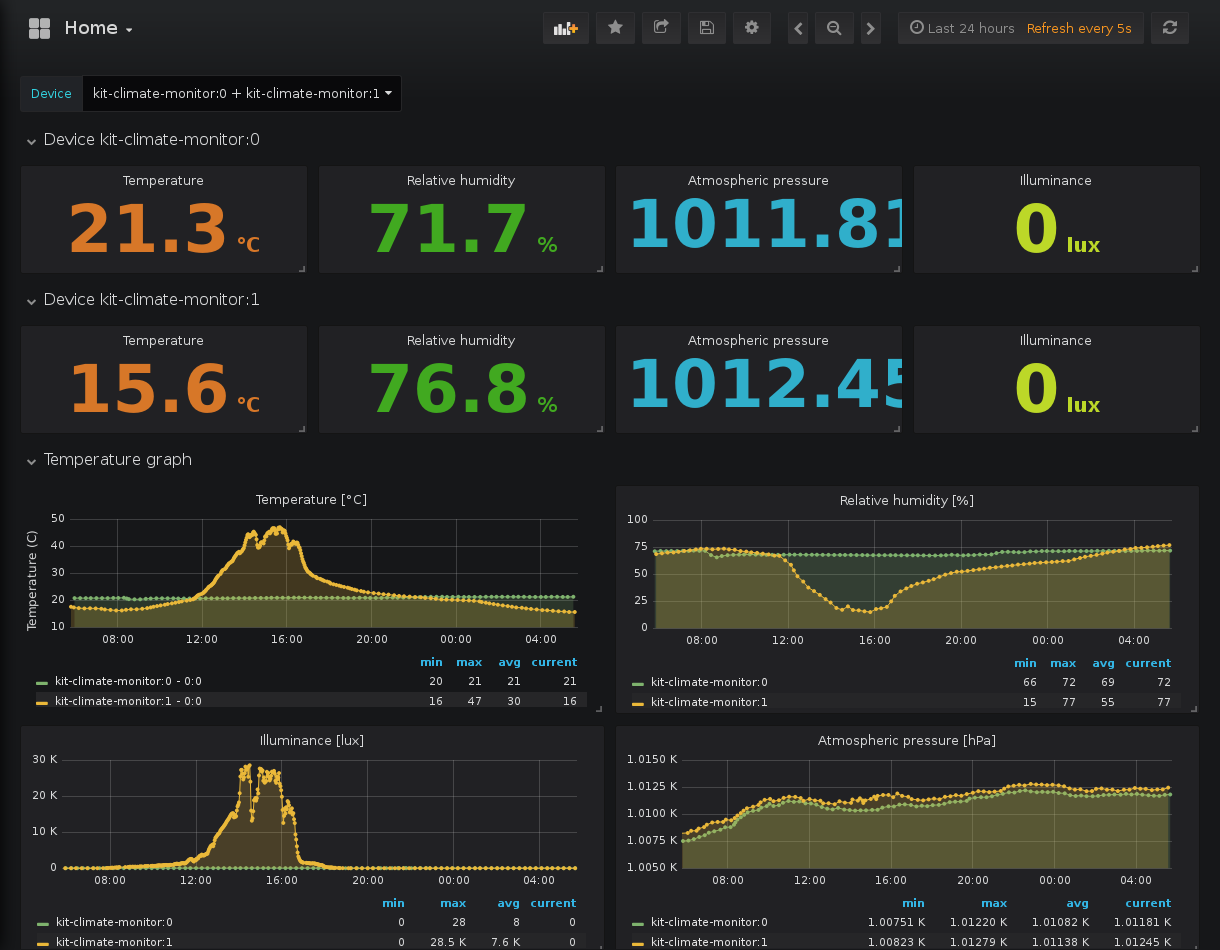 Home
Last 24 hours Refresh every 5s
Device kit-climate-monitor:0 + kit-climate-monitor:1
Device kit-climate-monitor:0
Temperature Relative humidity Atmospheric pressure Illuminance
21.3 °C 71.7 % 1011.81 0 lux
Device kit-climate-monitor:1
Temperature Relative humidity Atmospheric pressure Illuminance
15.6 °C 76.8 % 1012.45 0 lux
Temperature graph
Temperature [°C]
Temperature (C)
50
40
30
20
10
08:00 12:00 16:00 20:00 00:00 04:00
min max avg current
kit-climate-monitor:0 - 0:0 20 21 21 21
kit-climate-monitor:1 - 0:0 16 47 30 16
Relative humidity [%]
100
75
50
25
0
08:00 12:00 16:00 20:00 00:00 04:00
min max avg current
kit-climate-monitor:0 66 72 69 72
kit-climate-monitor:1 15 77 55 77
Illuminance [lux]
30 K
20 K
10 K
0
08:00 12:00 16:00 20:00 00:00 04:00
min max avg current
kit-climate-monitor:0 0 28 8 0
kit-climate-monitor:1 0 28.5 K 7.6 K 0
Atmospheric pressure [hPa]
1.0150 K
1.0125 K
1.0100 K
1.0075 K
1.0050 K
08:00 12:00 16:00 20:00 00:00 04:00
min max avg current
kit-climate-monitor:0 1.00751 K 1.01220 K 1.01082 K 1.01181 K
kit-climate-monitor:1 1.00823 K 1.01279 K 1.01138 K 1.01245 K